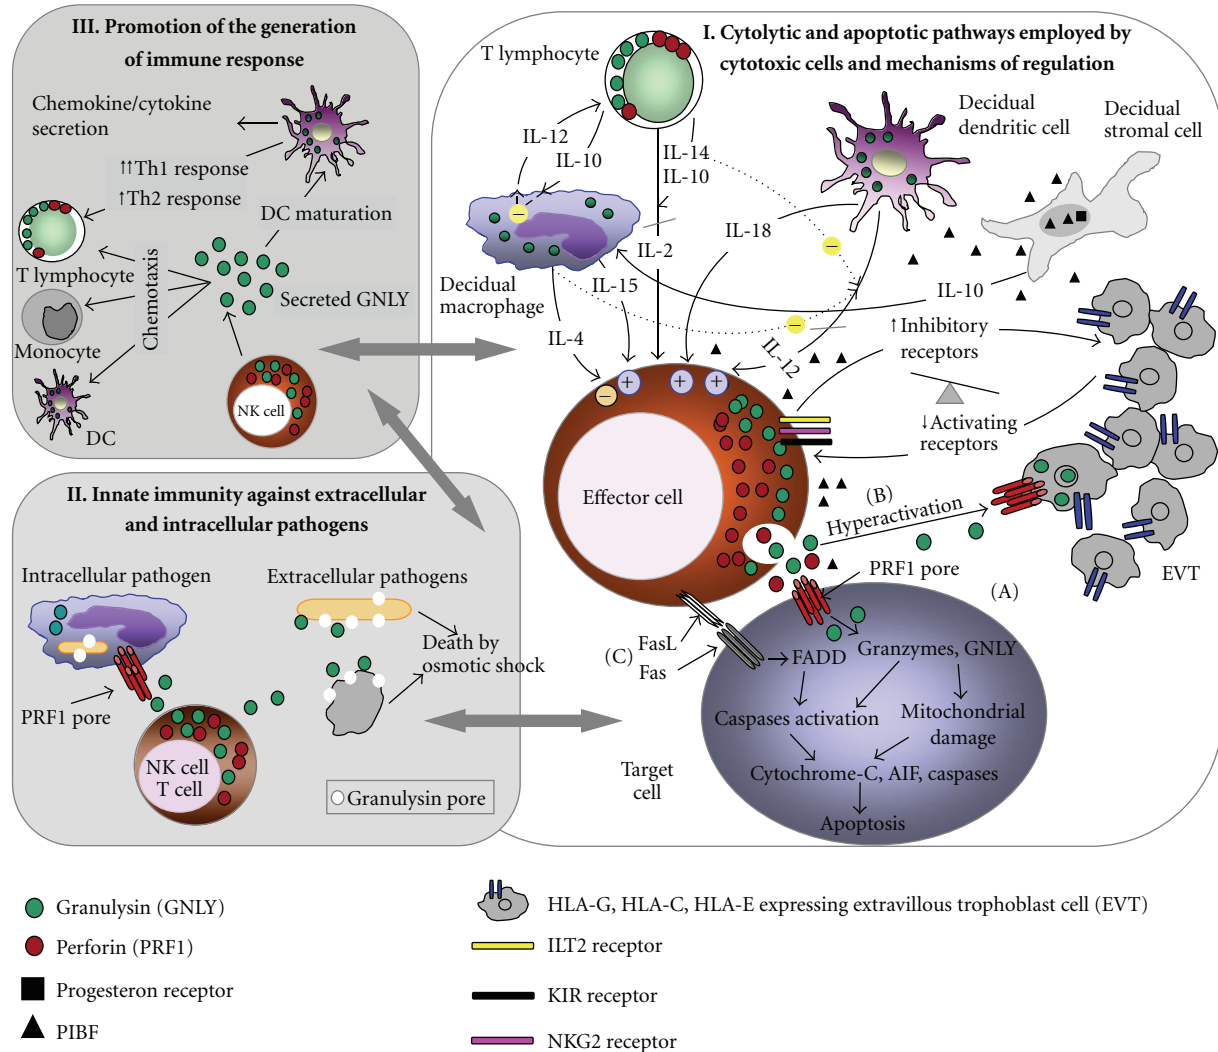 III. Promotion of the generation
of immune response
Chemokine/cytokine
secretion
↑↑Th1 response
↑Th2 response
DC maturation
T lymphocyte
Chemotaxis
Secreted GNLY
Monocyte
NK cell
DC
I. Cytolytic and apoptotic pathways employed by
cytotoxic cells and mechanisms of regulation
T lymphocyte
Decidual
dendritic cell
Decidual
stromal cell
IL-12
IL-10
IL-14
IL-10
−
IL-18
IL-2
−
Decidual
macrophage
IL-15
IL-10
−
IL-4
IL-12
↑Inhibitory
receptors
−
+
+
+
↓Activating
receptors
Effector cell
(B)
Hyperactivation
PRF1 pore
(A)
EVT
(C)
FasL
Fas
FADD
Granzymes, GNLY
Caspases activation
Mitochondrial
damage
Cytochrome-C, AIF, caspases
Apoptosis
Target
cell
II. Innate immunity against extracellular
and intracellular pathogens
Intracellular pathogen
Extracellular pathogens
Death by
osmotic shock
PRF1 pore
NK cell
T cell
Granulysin pore
Granulysin (GNLY)
Perforin (PRF1)
Progesteron receptor
PIBF
HLA-G, HLA-C, HLA-E expressing extravillous trophoblast cell (EVT)
ILT2 receptor
KIR receptor
NKG2 receptor